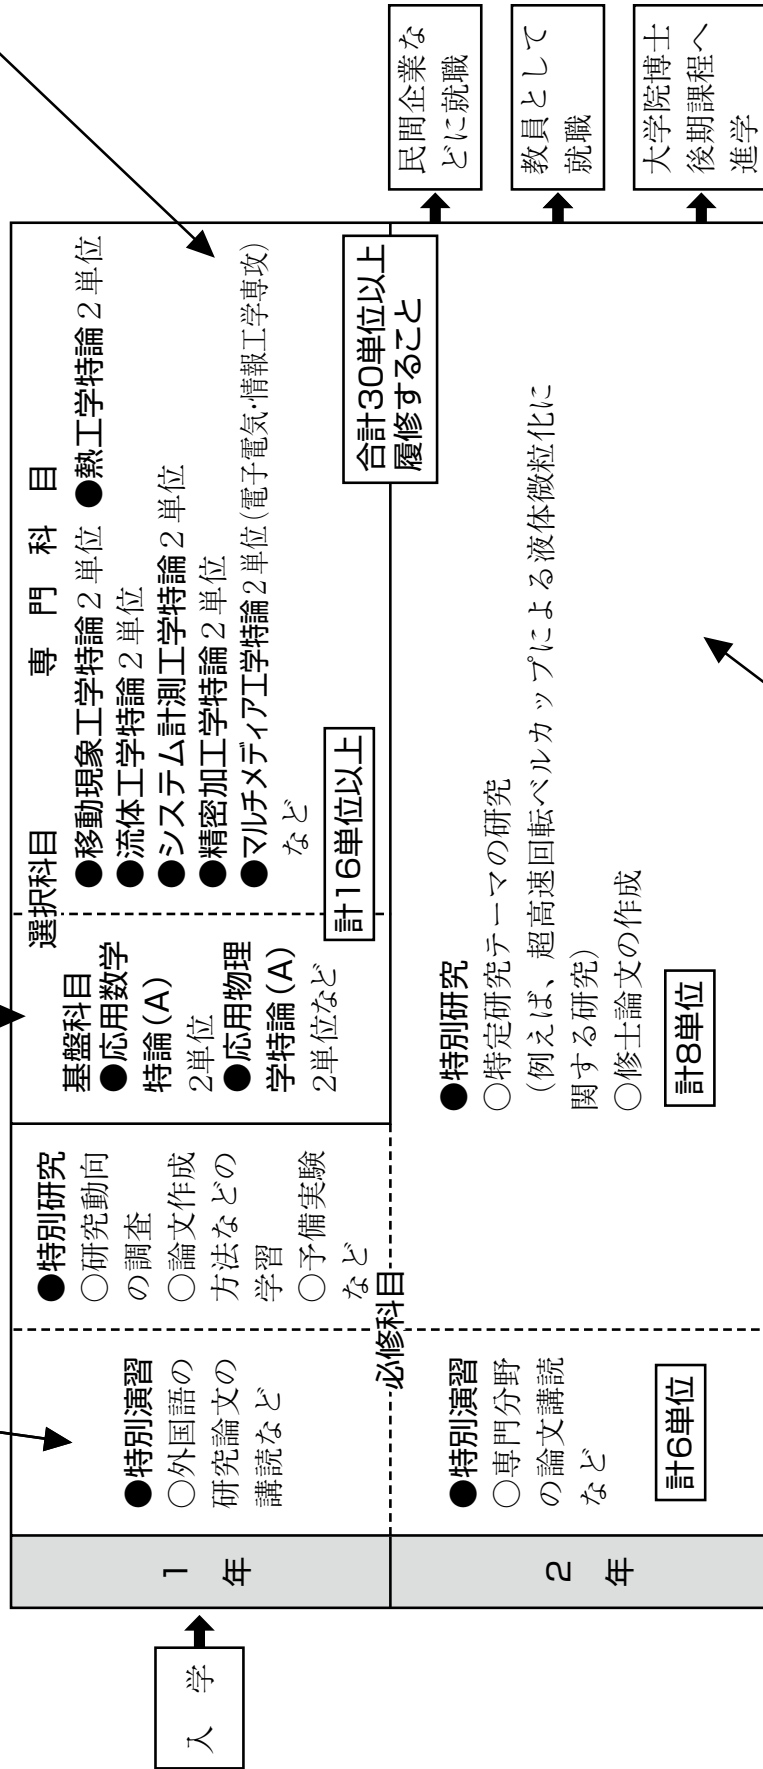 入 学
1 年
●特別演習
○外国語の
研究論文の
講読など
●特別研究
○研究動向
の調査
○論文作成
方法などの
学習
○予備実験
など
必修科目
選択科目
基盤科目
●応用数学
特論(A)
2単位
●応用物理
学特論(A)
2単位など
専 門 科 目
●移動現象工学特論2単位 ●熱工学特論2単位
●流体工学特論2単位
●システム計測工学特論2単位
●精密加工学特論2単位
●マルチメディア工学特論2単位(電子電気・情報工学専攻)
など
計16単位以上
合計30単位以上
履修すること
2 年
●特別演習
○専門分野
の論文講読
など
計6単位
●特別研究
○特定研究テーマの研究
(例えば、超高速回転ベルカップによる液体微粒化に
関する研究)
○修士論文の作成
計8単位
民間企業な
どに就職
教員として
就職
大学院博士
後期課程へ
進学